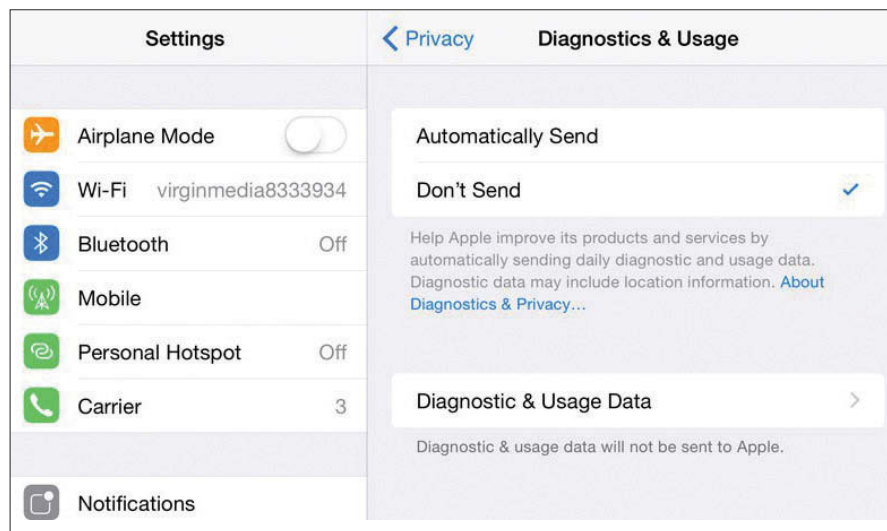 Settings
Airplane Mode
Wi-Fi virginmedia8333934
Bluetooth Off
Mobile
Personal Hotspot Off
Carrier 3
Notifications
Privacy Diagnostics & Usage
Automatically Send
Don't Send
Help Apple improve its products and services by
automatically sending daily diagnostic and usage data.
Diagnostic data may include location information. About
Diagnostics & Privacy...
Diagnostic & Usage Data
Diagnostic & usage data will not be sent to Apple.